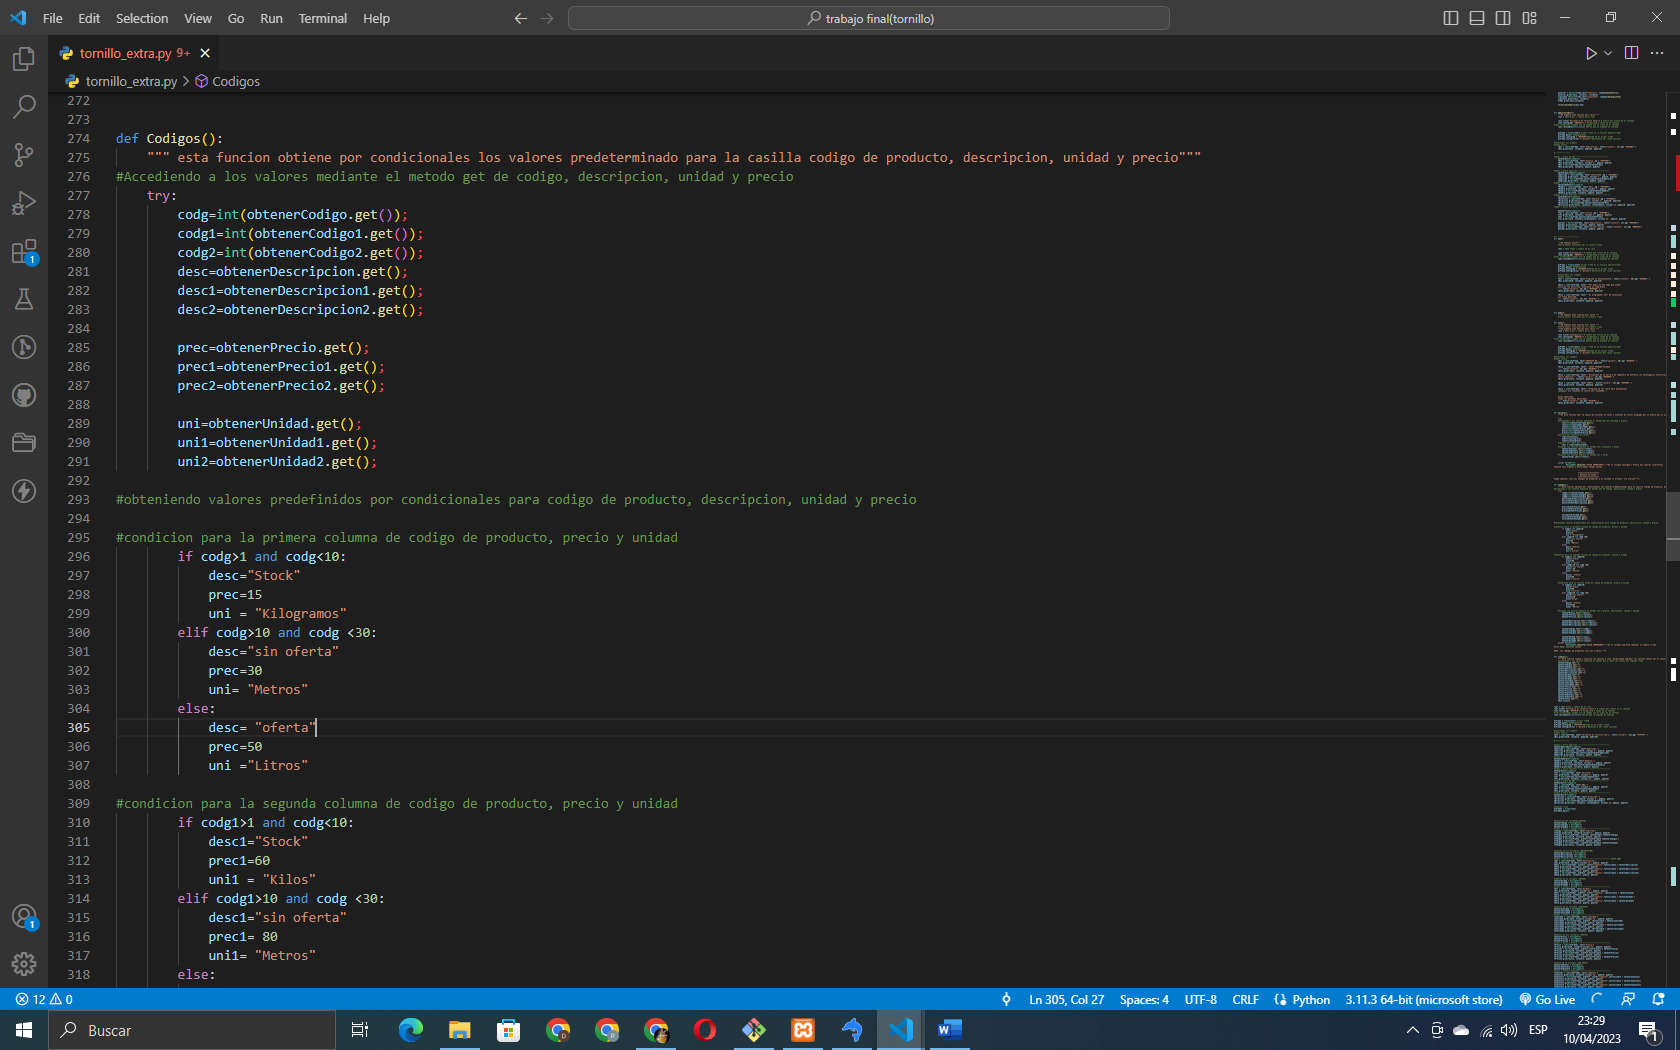 File Edit Selection View Go Run Terminal Help
trabajo final(tornillo)
tornillo_extra.py 9+
tornillo_extra.py > Codigos
272
273
274 def Codigos():
275 """ esta funcion obtiene por condicionales los valores predeterminado para la casilla codigo de producto, descripcion, unidad y precio"""
276 #Accediendo a los valores mediante el metodo get de codigo, descripcion, unidad y precio
277 try:
278 codg=int(obtenerCodigo.get());
279 codg1=int(obtenerCodigo1.get());
280 codg2=int(obtenerCodigo2.get());
281 desc=obtenerDescripcion.get();
282 desc1=obtenerDescripcion1.get();
283 desc2=obtenerDescripcion2.get();
284
285 prec=obtenerPrecio.get();
286 prec1=obtenerPrecio1.get();
287 prec2=obtenerPrecio2.get();
288
289 uni=obtenerUnidad.get();
290 uni1=obtenerUnidad1.get();
291 uni2=obtenerUnidad2.get();
292
293 #obteniendo valores predefinidos por condicionales para codigo de producto, descripcion, unidad y precio
294
295 #condicion para la primera columna de codigo de producto, precio y unidad
296 if codg>1 and codg<10:
297 desc="Stock"
298 prec=15
299 uni = "Kilogramos"
300 elif codg>10 and codg <30:
301 desc="sin oferta"
302 prec=30
303 uni= "Metros"
304 else:
305 desc= "oferta"
306 prec=50
307 uni ="Litros"
308
309 #condicion para la segunda columna de codigo de producto, precio y unidad
310 if codg1>1 and codg<10:
311 desc1="Stock"
312 prec1=60
313 uni1 = "Kilos"
314 elif codg1>10 and codg <30:
315 desc1="sin oferta"
316 prec1= 80
317 uni1= "Metros"
318 else:
1
1
12 0 Ln 305, Col 27 Spaces: 4 UTF-8 CRLF Python 3.11.3 64-bit (microsoft store) Go Live
Buscar
ESP
23:29
10/04/2023
1